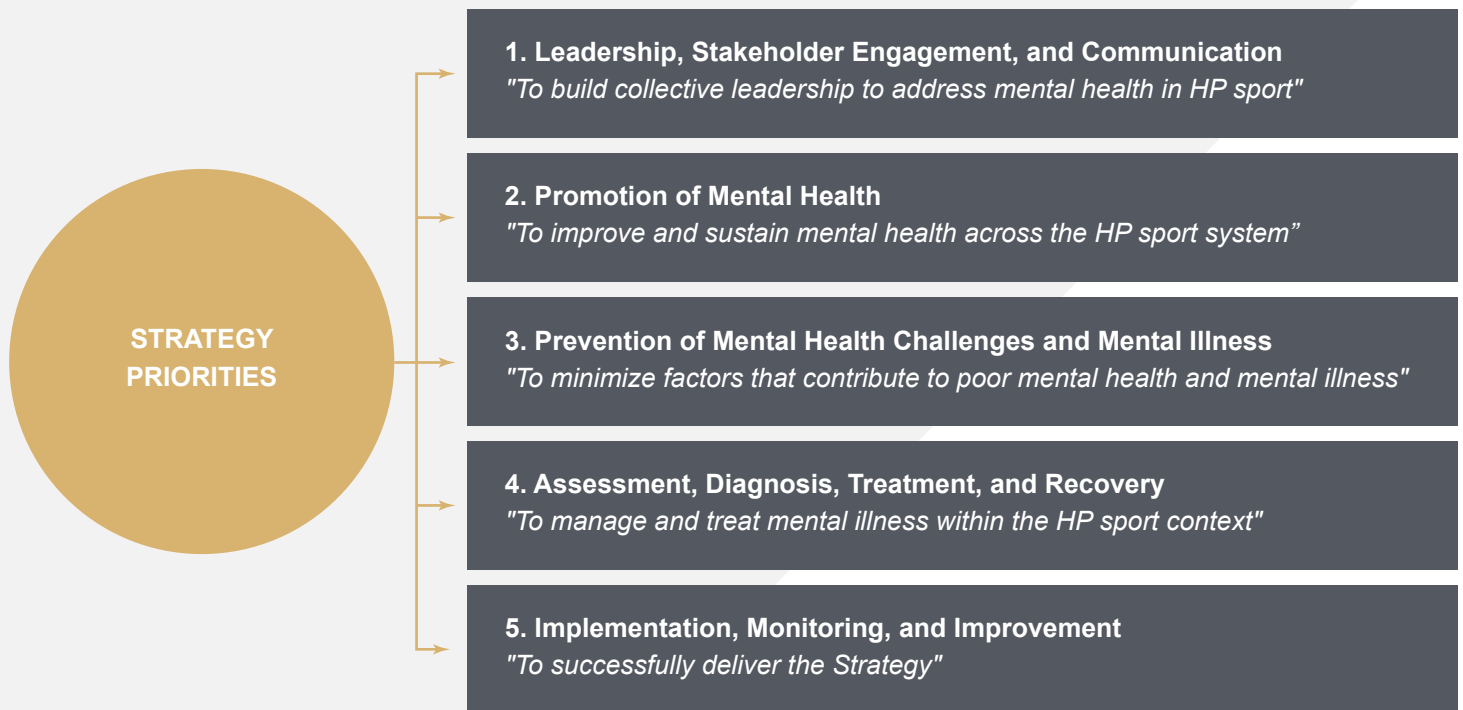 STRATEGY
PRIORITIES
1. Leadership, Stakeholder Engagement, and Communication
"To build collective leadership to address mental health in HP sport"
2. Promotion of Mental Health
"To improve and sustain mental health across the HP sport system”
3. Prevention of Mental Health Challenges and Mental Illness
"To minimize factors that contribute to poor mental health and mental illness"
4. Assessment, Diagnosis, Treatment, and Recovery
"To manage and treat mental illness within the HP sport context"
5. Implementation, Monitoring, and Improvement
"To successfully deliver the Strategy"